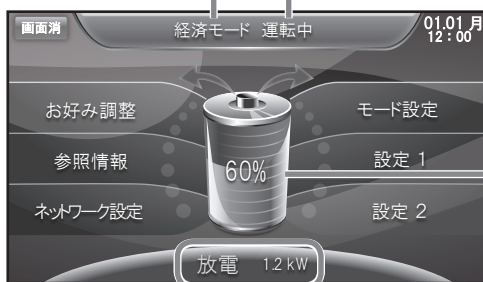 画面消
経済モード 運転中
01.01 月
12:00
お好み調整
モード設定
参照情報
60%
設定 1
ネットワーク設定
設定 2
放電 1.2 kW